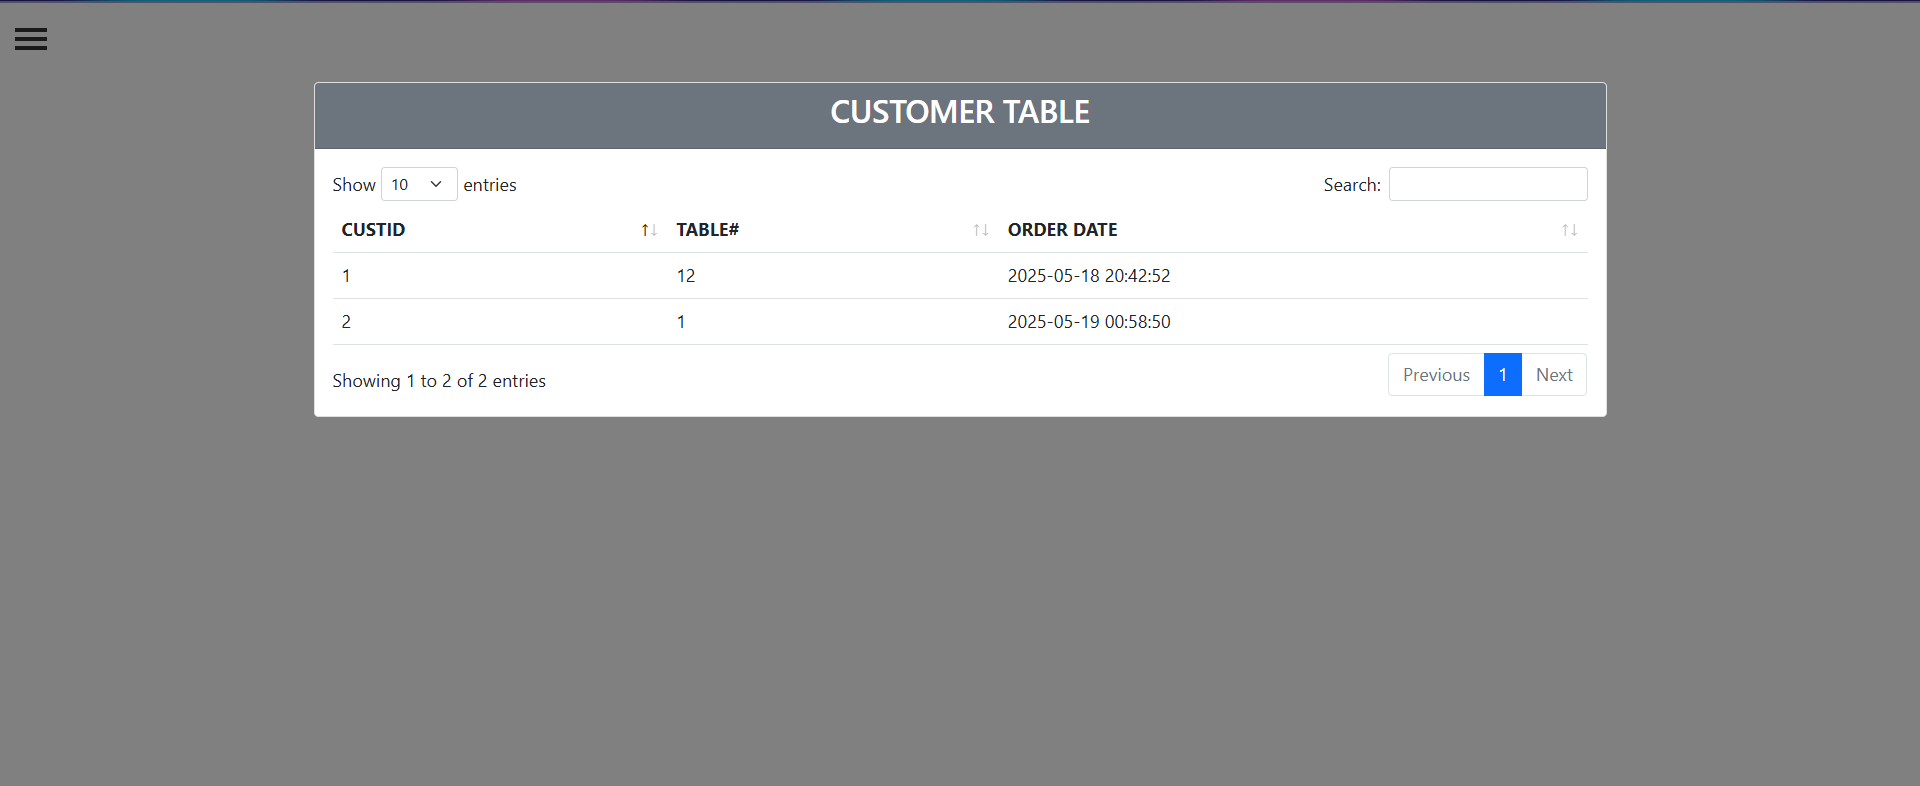 CUSTOMER TABLE
Show 10 entries Search:
CUSTID TABLE# ORDER DATE
1 12 2025-05-18 20:42:52
2 1 2025-05-19 00:58:50
Showing 1 to 2 of 2 entries Previous 1 Next